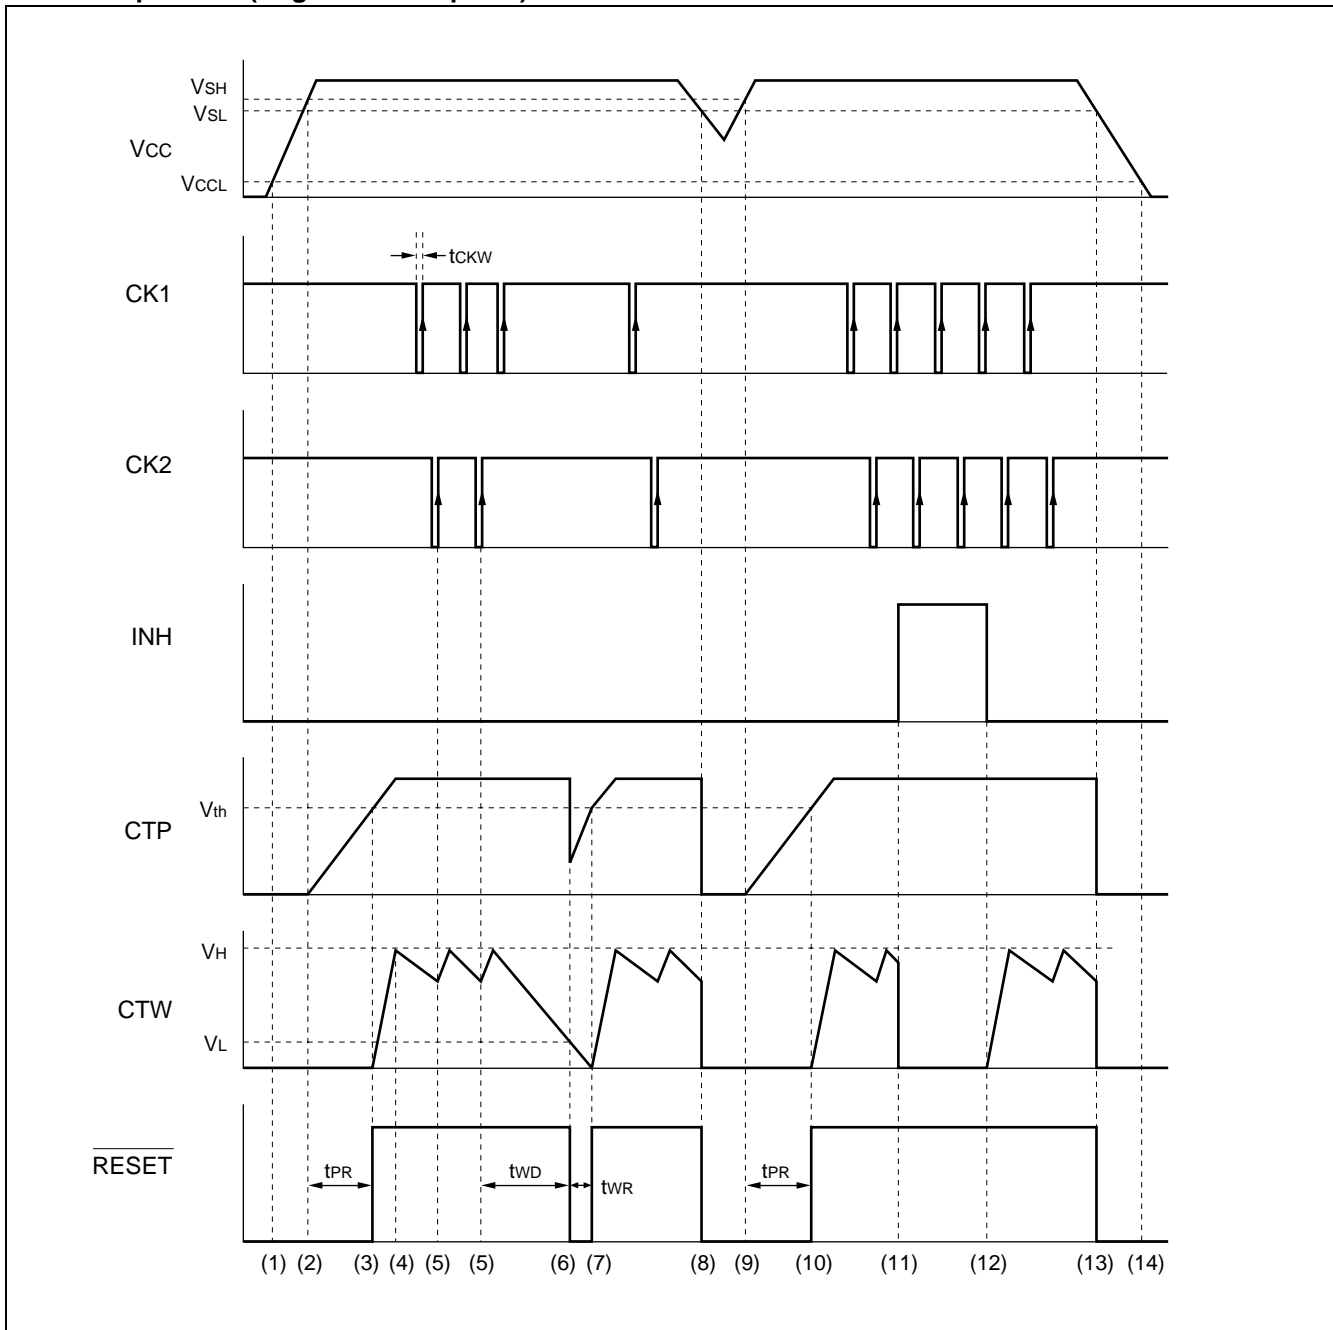 VSH
VSL
VCC
VCCL
tCKW
CK1
CK2
INH
Vth
CTP
VH
CTW
VL
RESET
tPR
tWD
tWR
tPR
(1) (2) (3) (4) (5) (5) (6) (7) (8) (9) (10) (11) (12) (13) (14)